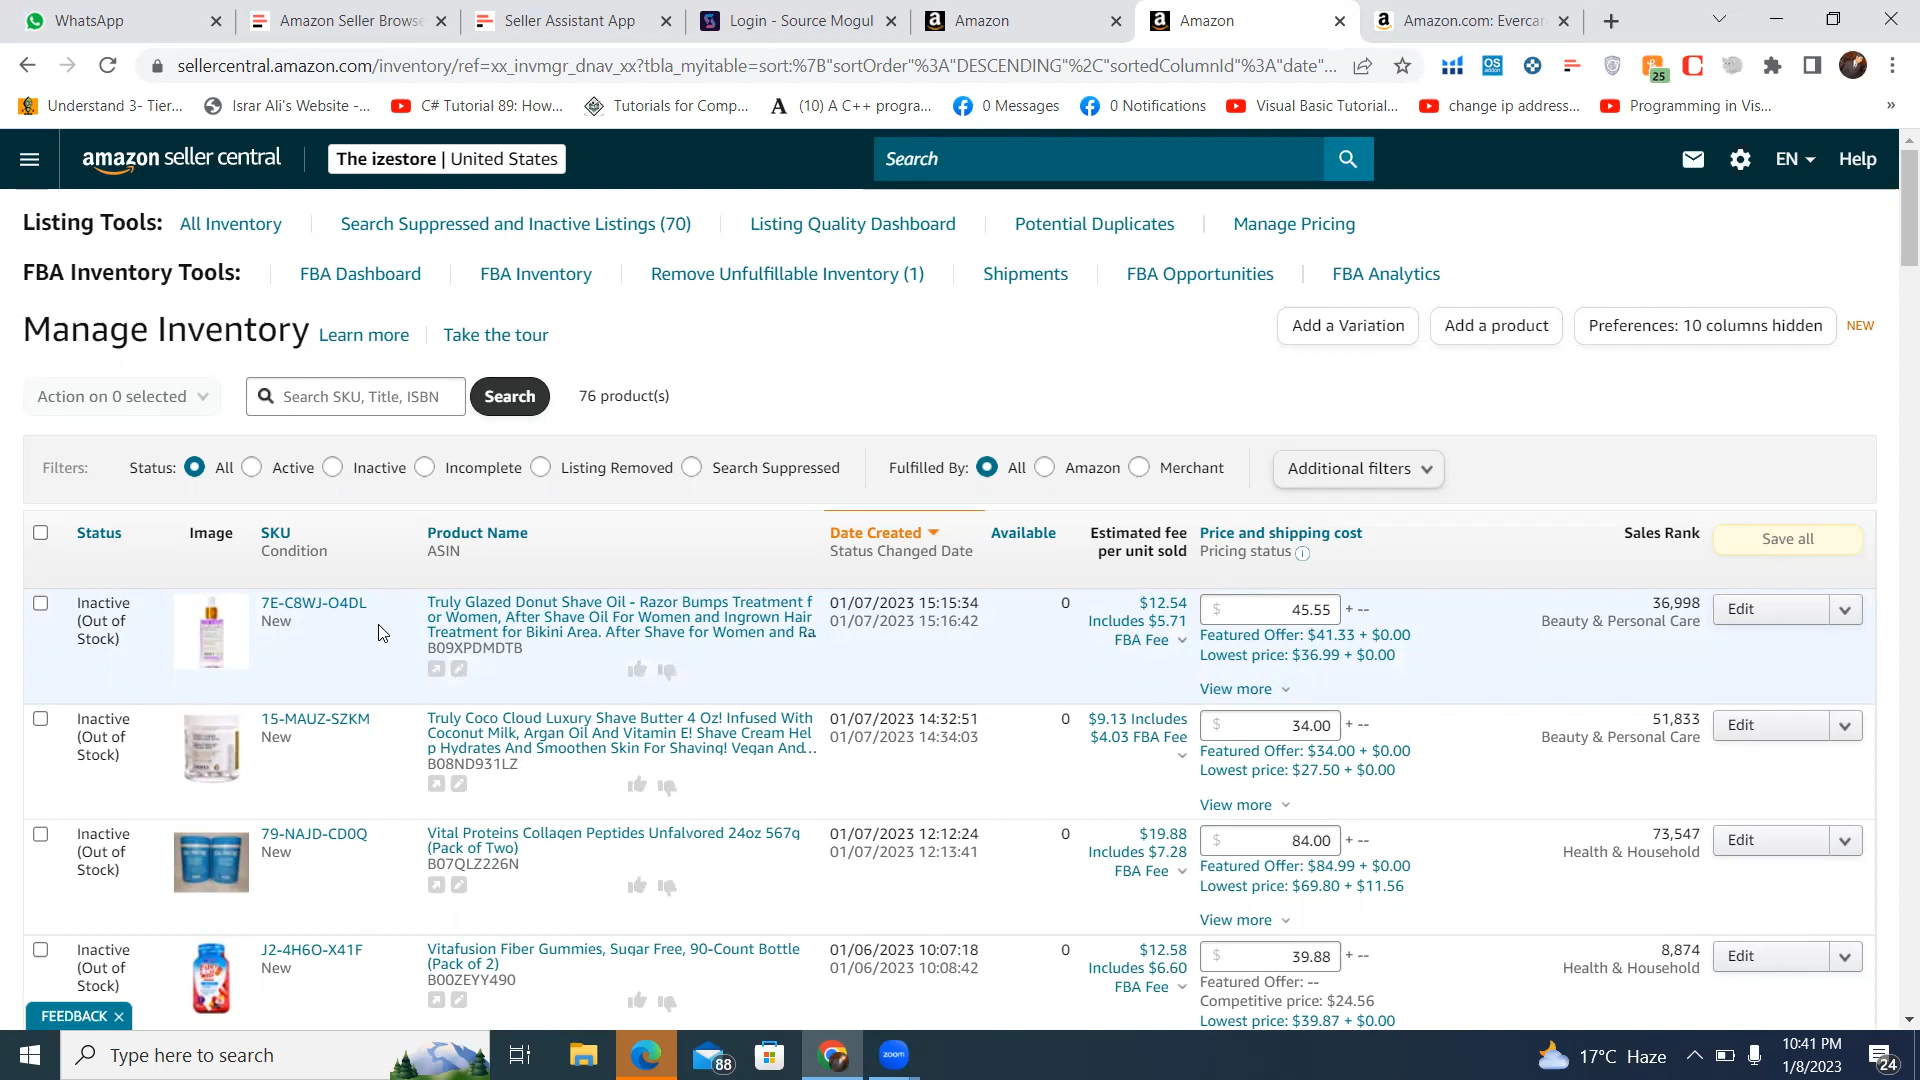 WhatsApp
Amazon Seller Browse
Seller Assistant App
Login - Source Mogul
Amazon
Amazon
Amazon.com: Evercar
sellercentral.amazon.com/inventory/ref=xx_invmgr_dnav_xx?tbla_myitable=sort:%7B"sortOrder"%3A"DESCENDING"%2C"sortedColumnId"%3A"date"...
OS
25
Understand 3- Tier...
Israr Ali's Website -...
C# Tutorial 89: How...
Tutorials for Comp...
(10) A C++ progra...
0 Messages
0 Notifications
Visual Basic Tutorial...
change ip address...
Programming in Vis...
amazon seller central
The izestore | United States
Search
EN
Help
Listing Tools: All Inventory Search Suppressed and Inactive Listings (70) Listing Quality Dashboard Potential Duplicates Manage Pricing
FBA Inventory Tools: FBA Dashboard FBA Inventory Remove Unfulfillable Inventory (1) Shipments FBA Opportunities FBA Analytics
Manage Inventory Learn more Take the tour
Add a Variation Add a product Preferences: 10 columns hidden NEW
Action on 0 selected Search SKU, Title, ISBN Search 76 product(s)
Filters: Status: All Active Inactive Incomplete Listing Removed Search Suppressed Fulfilled By: All Amazon Merchant Additional filters
Status
Image
SKU
Condition
Product Name
ASIN
Date Created
Status Changed Date
Available
Estimated fee
per unit sold
Price and shipping cost
Pricing status
Sales Rank
Save all
Inactive
(Out of
Stock)
7E-C8WJ-O4DL
New
Truly Glazed Donut Shave Oil - Razor Bumps Treatment f
or Women, After Shave Oil For Women and Ingrown Hair
Treatment for Bikini Area. After Shave for Women and Ra
B09XPDMDTB
01/07/2023 15:15:34
01/07/2023 15:16:42
0
$12.54
Includes $5.71
FBA Fee
$ 45.55 + --
Featured Offer: $41.33 + $0.00
Lowest price: $36.99 + $0.00
View more
36,998
Beauty & Personal Care
Edit
Inactive
(Out of
Stock)
15-MAUZ-SZKM
New
Truly Coco Cloud Luxury Shave Butter 4 Oz! Infused With
Coconut Milk, Argan Oil And Vitamin E! Shave Cream Hel
p Hydrates And Smoothen Skin For Shaving! Vegan And...
B08ND931LZ
01/07/2023 14:32:51
01/07/2023 14:34:03
0
$9.13 Includes
$4.03 FBA Fee
$ 34.00 + --
Featured Offer: $34.00 + $0.00
Lowest price: $27.50 + $0.00
View more
51,833
Beauty & Personal Care
Edit
Inactive
(Out of
Stock)
79-NAJD-CD0Q
New
Vital Proteins Collagen Peptides Unfalvored 24oz 567g
(Pack of Two)
B07QLZ226N
01/07/2023 12:12:24
01/07/2023 12:13:41
0
$19.88
Includes $7.28
FBA Fee
$ 84.00 + --
Featured Offer: $84.99 + $0.00
Lowest price: $69.80 + $11.56
View more
73,547
Health & Household
Edit
Inactive
(Out of
Stock)
J2-4H6O-X41F
New
Vitafusion Fiber Gummies, Sugar Free, 90-Count Bottle
(Pack of 2)
B00ZEYY490
01/06/2023 10:07:18
01/06/2023 10:08:42
0
$12.58
Includes $6.60
FBA Fee
$ 39.88 + --
Featured Offer: --
Competitive price: $24.56
Lowest price: $39.87 + $0.00
8,874
Health & Household
Edit
FEEDBACK
Type here to search
88
zoom
17°C Haze
10:41 PM
1/8/2023
24